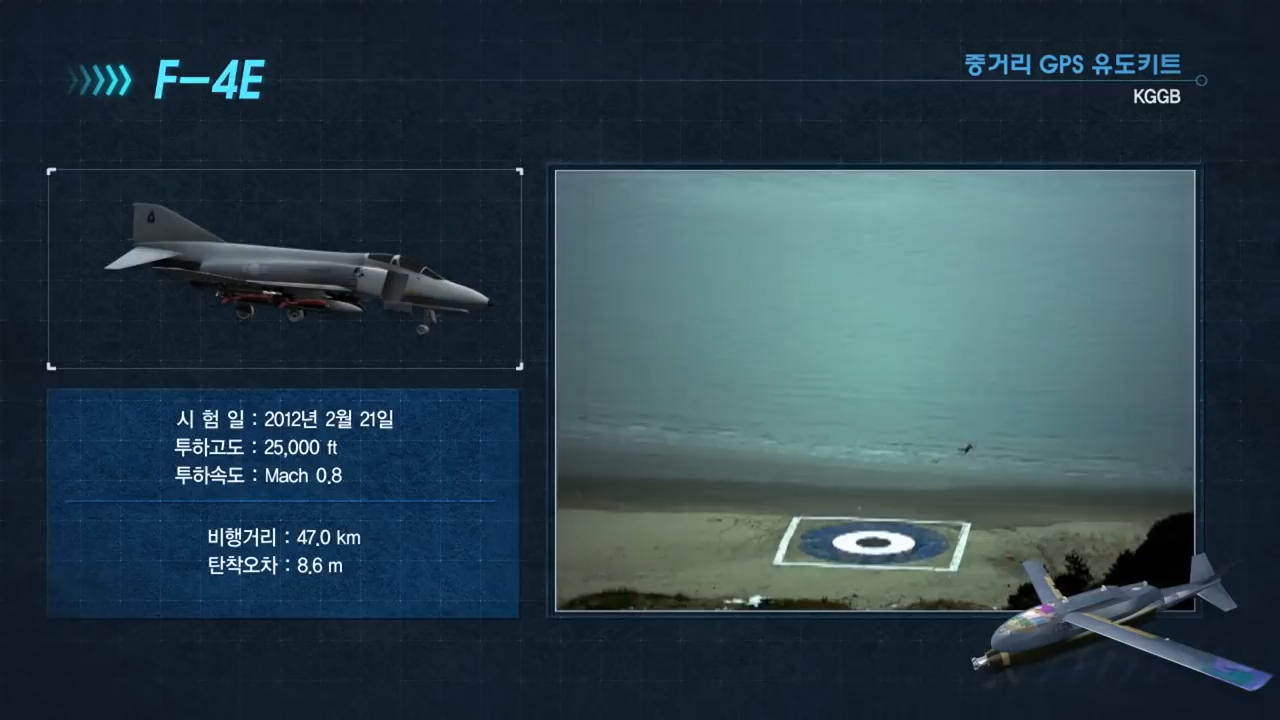 F-4E
중거리 GPS 유도키트
KGGB
시 험 일 : 2012년 2월 21일
투하고도 : 25,000 ft
투하속도 : Mach 0.8
비행거리 : 47.0 km
탄착오차 : 8.6 m